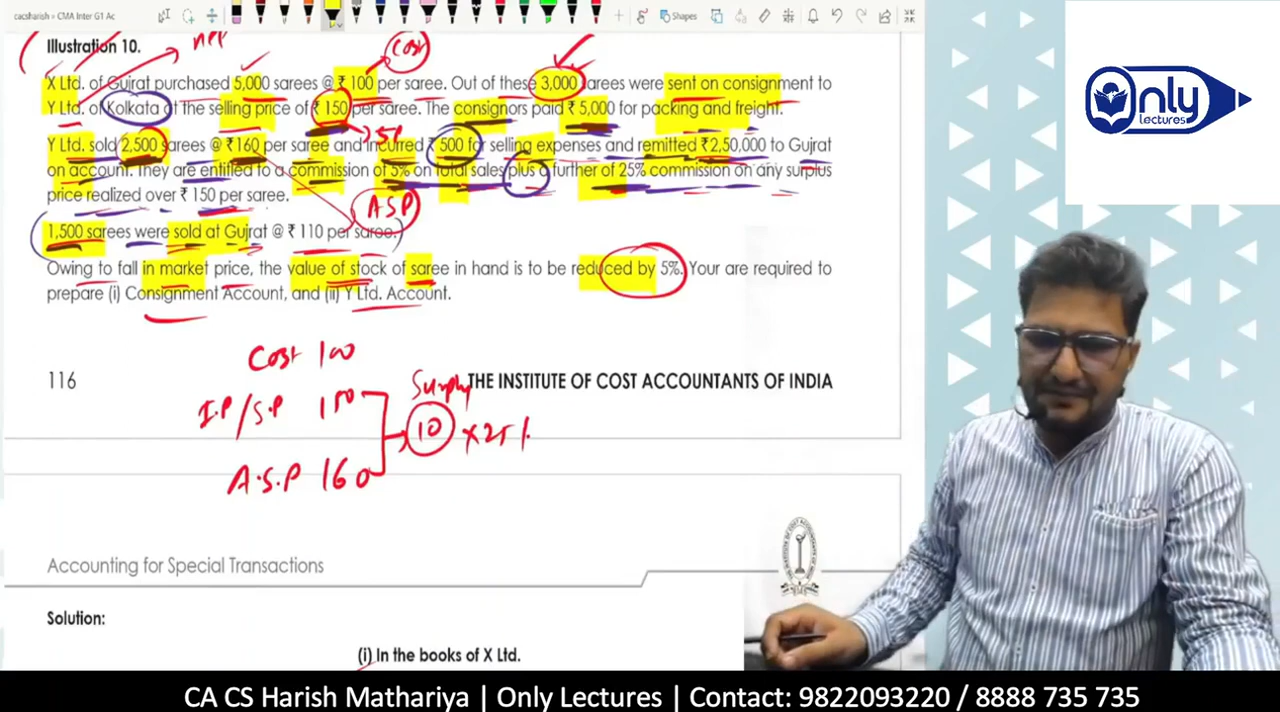 cacsharish » CMA Inter G1 Ac
Shapes
Only
Lectures
Illustration 10.
X Ltd. of Gujrat purchased 5,000 sarees @ ₹ 100 per saree. Out of these 3,000 sarees were sent on consignment to
Y Ltd. of Kolkata at the selling price of ₹ 150 per saree. The consignors paid ₹ 5,000 for packing and freight.
Y Ltd. sold 2,500 sarees @ ₹ 160 per saree and incurred ₹ 500 for selling expenses and remitted ₹2,50,000 to Gujrat
on account. They are entitled to a commission of 5% on total sales plus a further of 25% commission on any surplus
price realized over ₹ 150 per saree.
1,500 sarees were sold at Gujrat @ ₹ 110 per saree.
Owing to fall in market price, the value of stock of saree in hand is to be reduced by 5%. Your are required to
prepare (i) Consignment Account, and (ii) Y Ltd. Account.
Cost
SP
A.S.P
Cost 100
I.P/S.P 150
A.S.P 160
10 x 25%
116
THE INSTITUTE OF COST ACCOUNTANTS OF INDIA
Accounting for Special Transactions
Solution:
(i) In the books of X Ltd.
CA CS Harish Mathariya | Only Lectures | Contact: 9822093220 / 8888 735 735